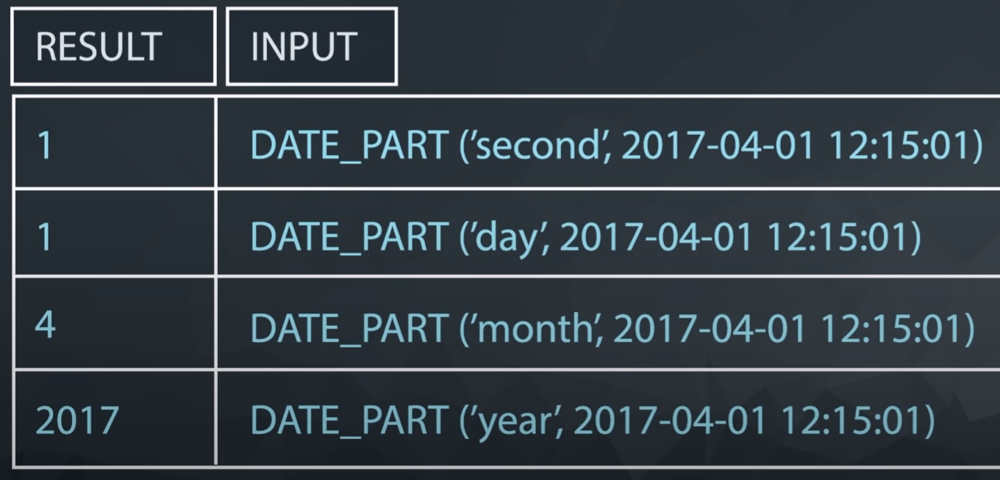 RESULT INPUT
1 DATE_PART ('second', 2017-04-01 12:15:01)
1 DATE_PART ('day', 2017-04-01 12:15:01)
4 DATE_PART ('month', 2017-04-01 12:15:01)
2017 DATE_PART ('year', 2017-04-01 12:15:01)